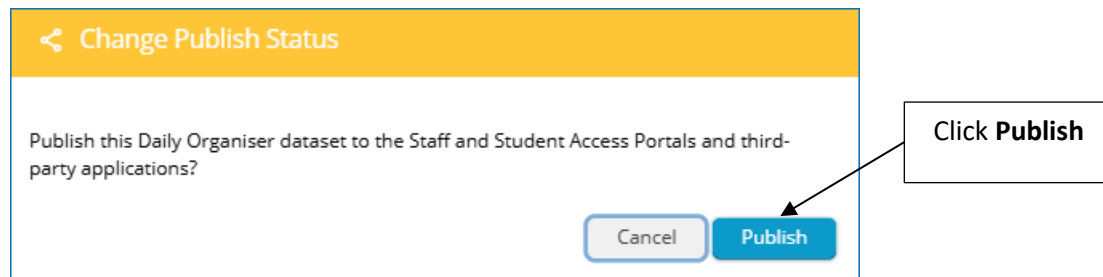 Change Publish Status
Publish this Daily Organiser dataset to the Staff and Student Access Portals and third-
party applications?
Click Publish
Cancel
Publish